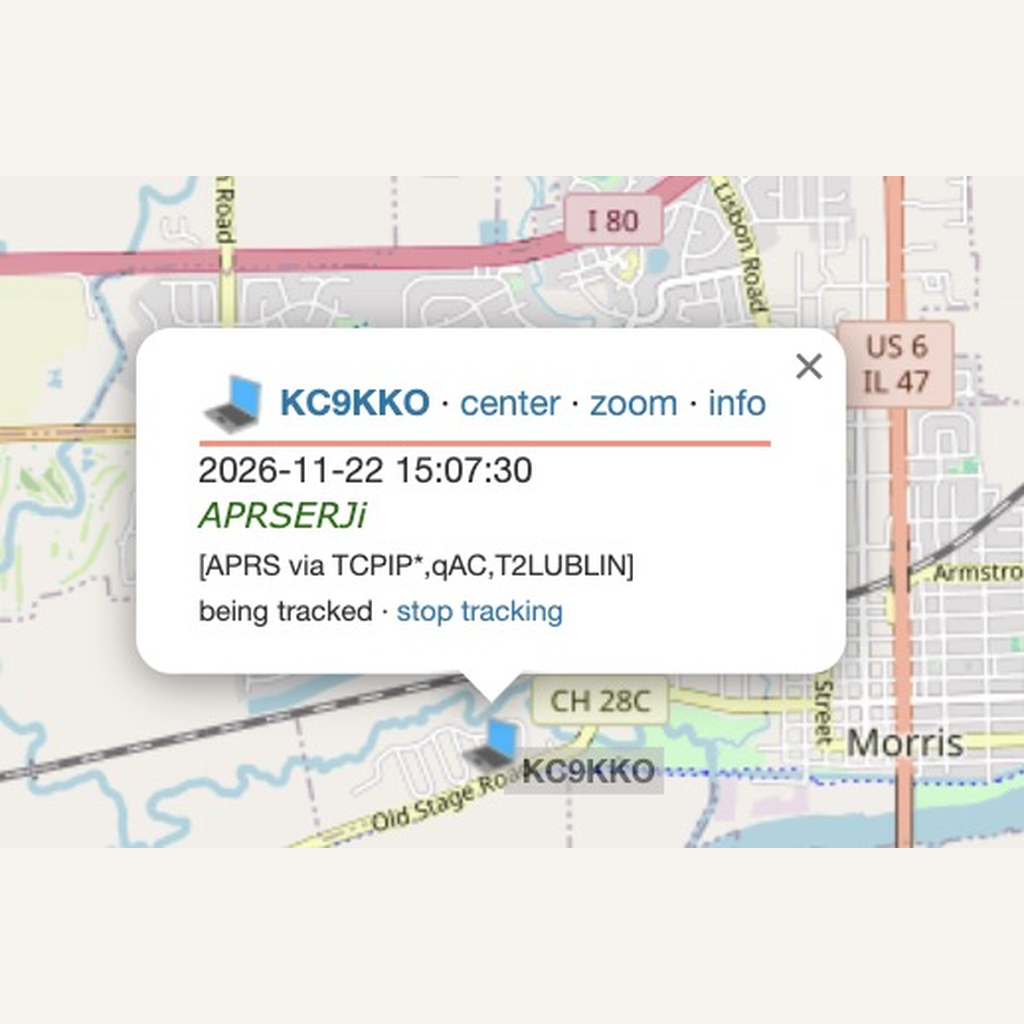 Road
I 80
Lisbon Road
US 6
IL 47
KC9KKO · center · zoom · info
2026-11-22 15:07:30
APRSERJi
[APRS via TCPIP*,qAC,T2LUBLIN]
being tracked · stop tracking
Armstro
CH 28C
Street
Morris
KC9KKO
Old Stage Road